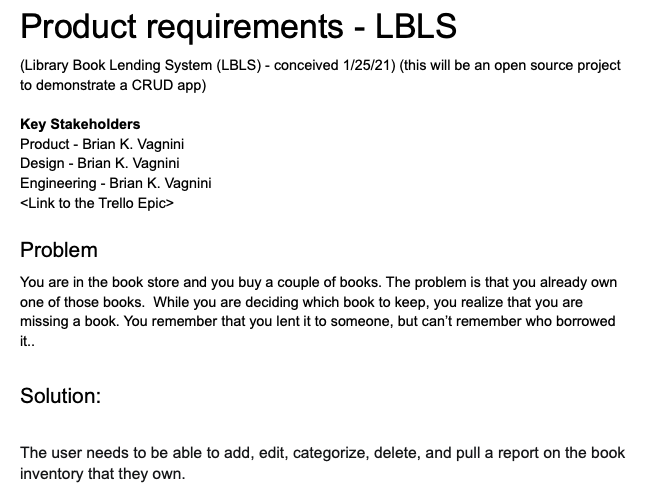 Product requirements - LBLS
(Library Book Lending System (LBLS) - conceived 1/25/21) (this will be an open source project
to demonstrate a CRUD app)
Key Stakeholders
Product - Brian K. Vagnini
Design - Brian K. Vagnini
Engineering - Brian K. Vagnini
<Link to the Trello Epic>
Problem
You are in the book store and you buy a couple of books. The problem is that you already own
one of those books.  While you are deciding which book to keep, you realize that you are
missing a book. You remember that you lent it to someone, but can’t remember who borrowed
it..
Solution:
The user needs to be able to add, edit, categorize, delete, and pull a report on the book
inventory that they own.